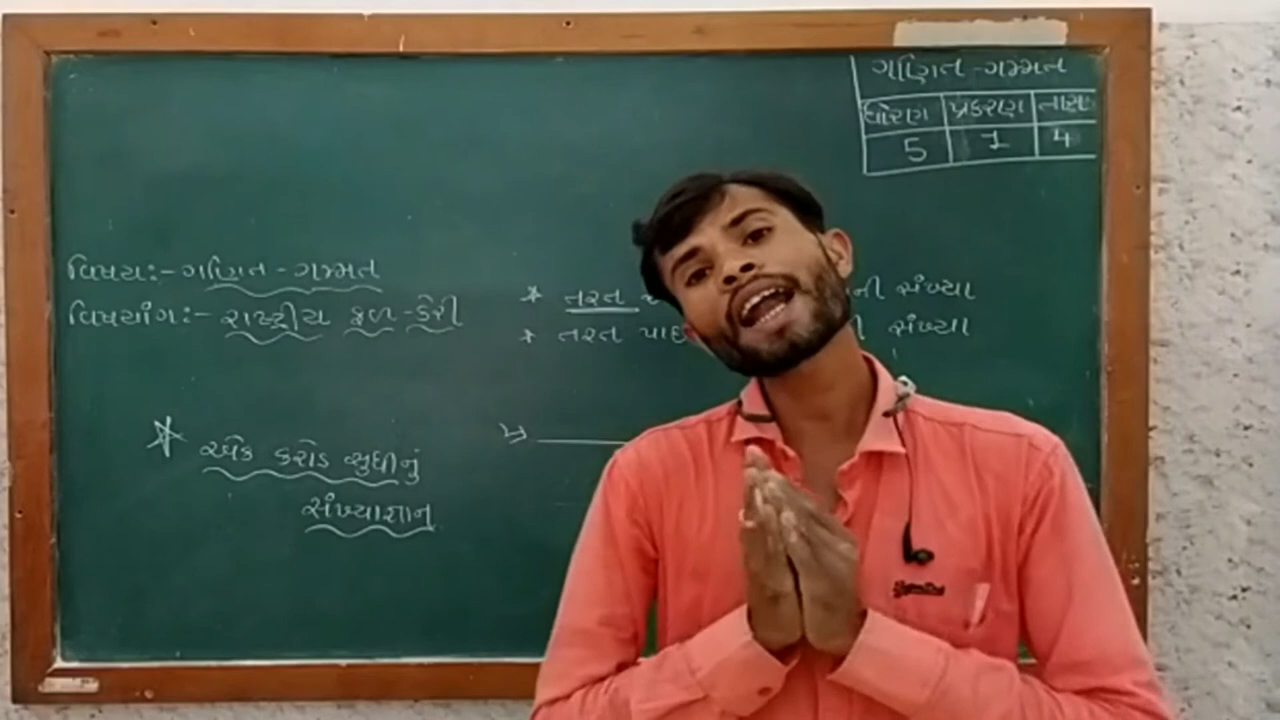 ગણિત-ગમ્મત
ધોરણ પ્રકરણ તાસ
5 1 4
વિષય:- ગણિત-ગમ્મત
વિષયાંગ:- રાષ્ટ્રીય ફળ-કેરી
* તરત ની સંખ્યા
* તરત પાછ ી સંખ્યા
* એક કરોડ સુધીનું
સંખ્યાજ્ઞાન